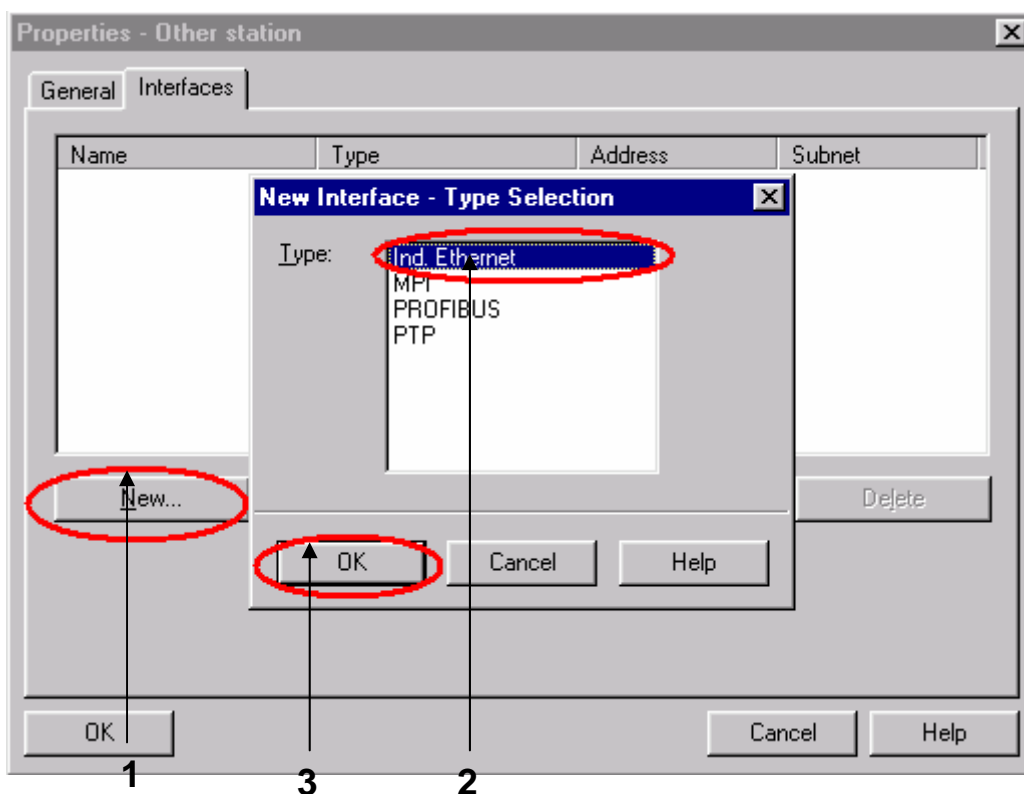 Properties - Other station
General Interfaces
Name Type Address Subnet
New Interface - Type Selection
Type: Ind. Ethernet
MPI
PROFIBUS
PTP
New... Delete
OK Cancel Help
OK Cancel Help
1 3 2